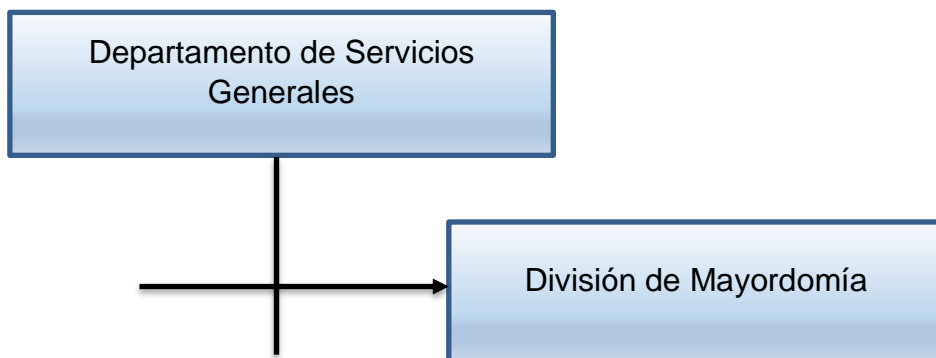 Departamento de Servicios
Generales
División de Mayordomía